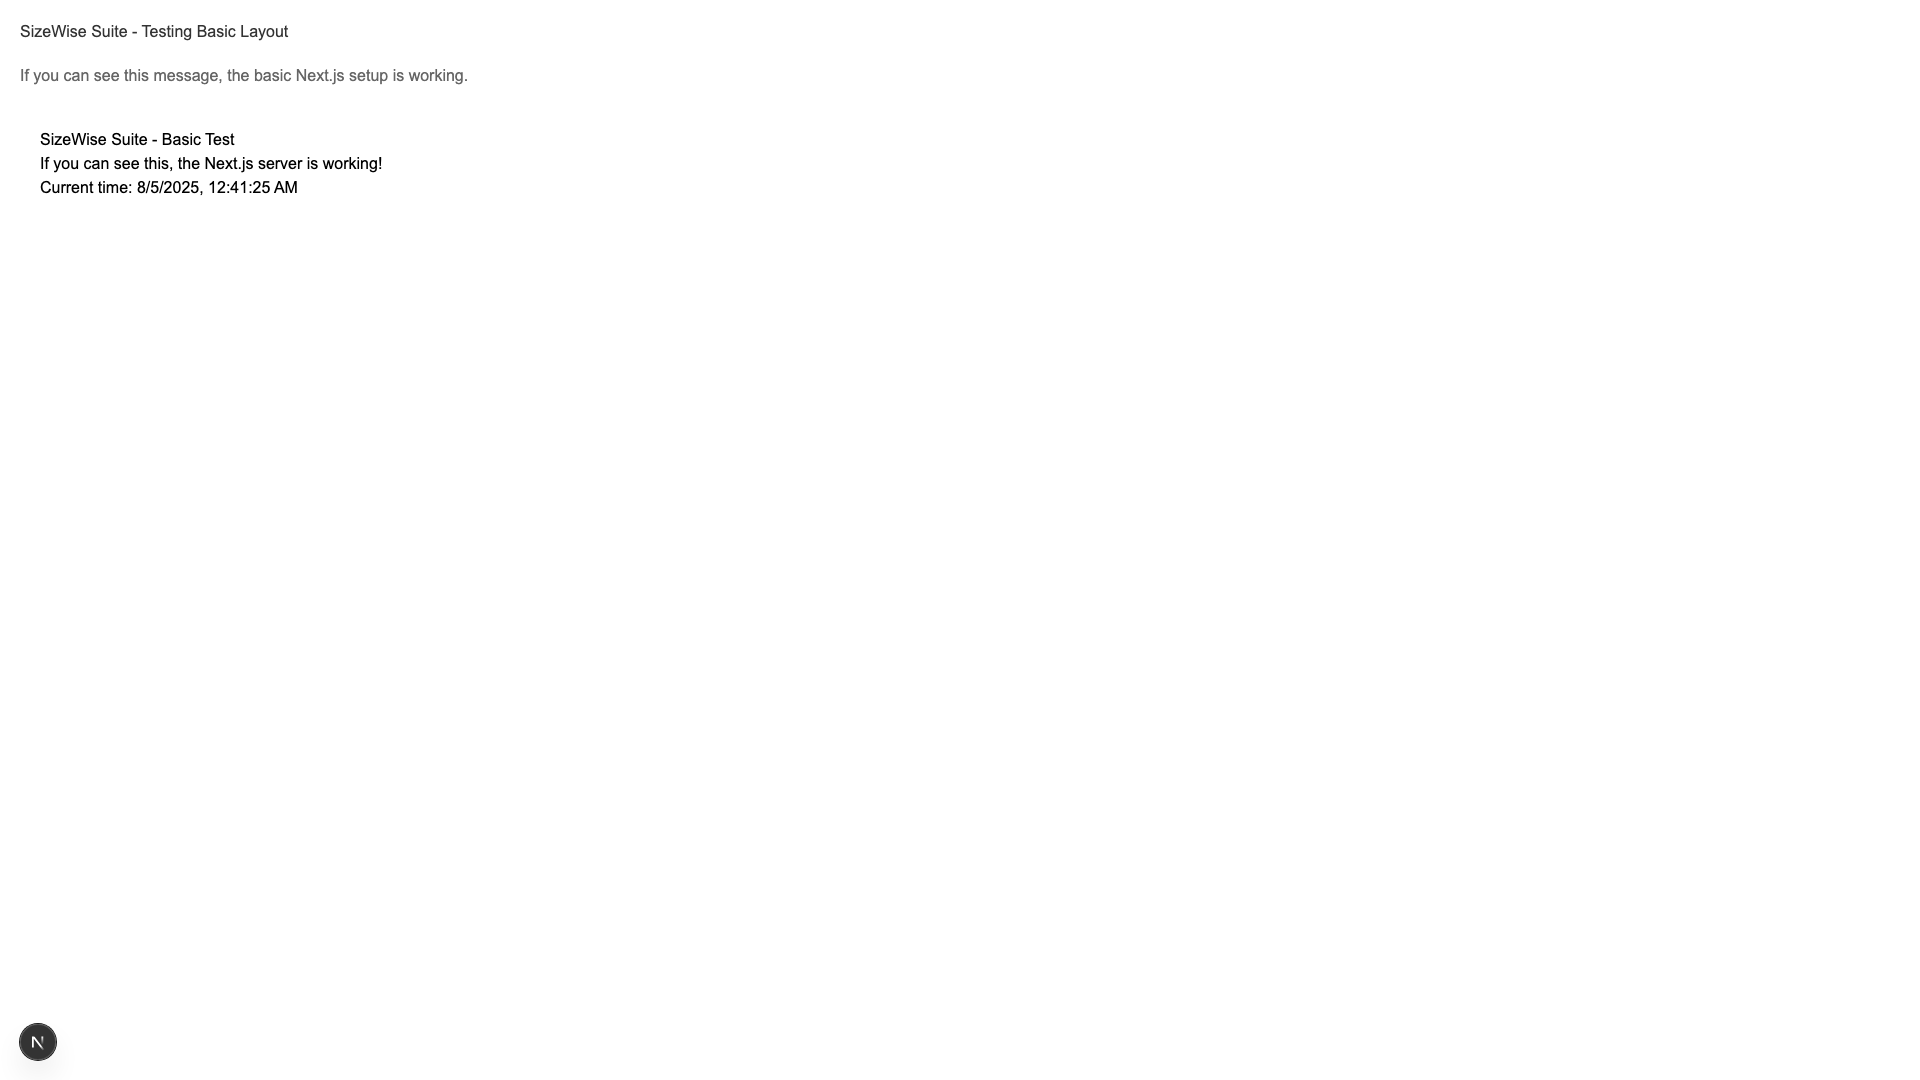 SizeWise Suite - Testing Basic Layout
If you can see this message, the basic Next.js setup is working.
SizeWise Suite - Basic Test
If you can see this, the Next.js server is working!
Current time: 8/5/2025, 12:41:25 AM
N